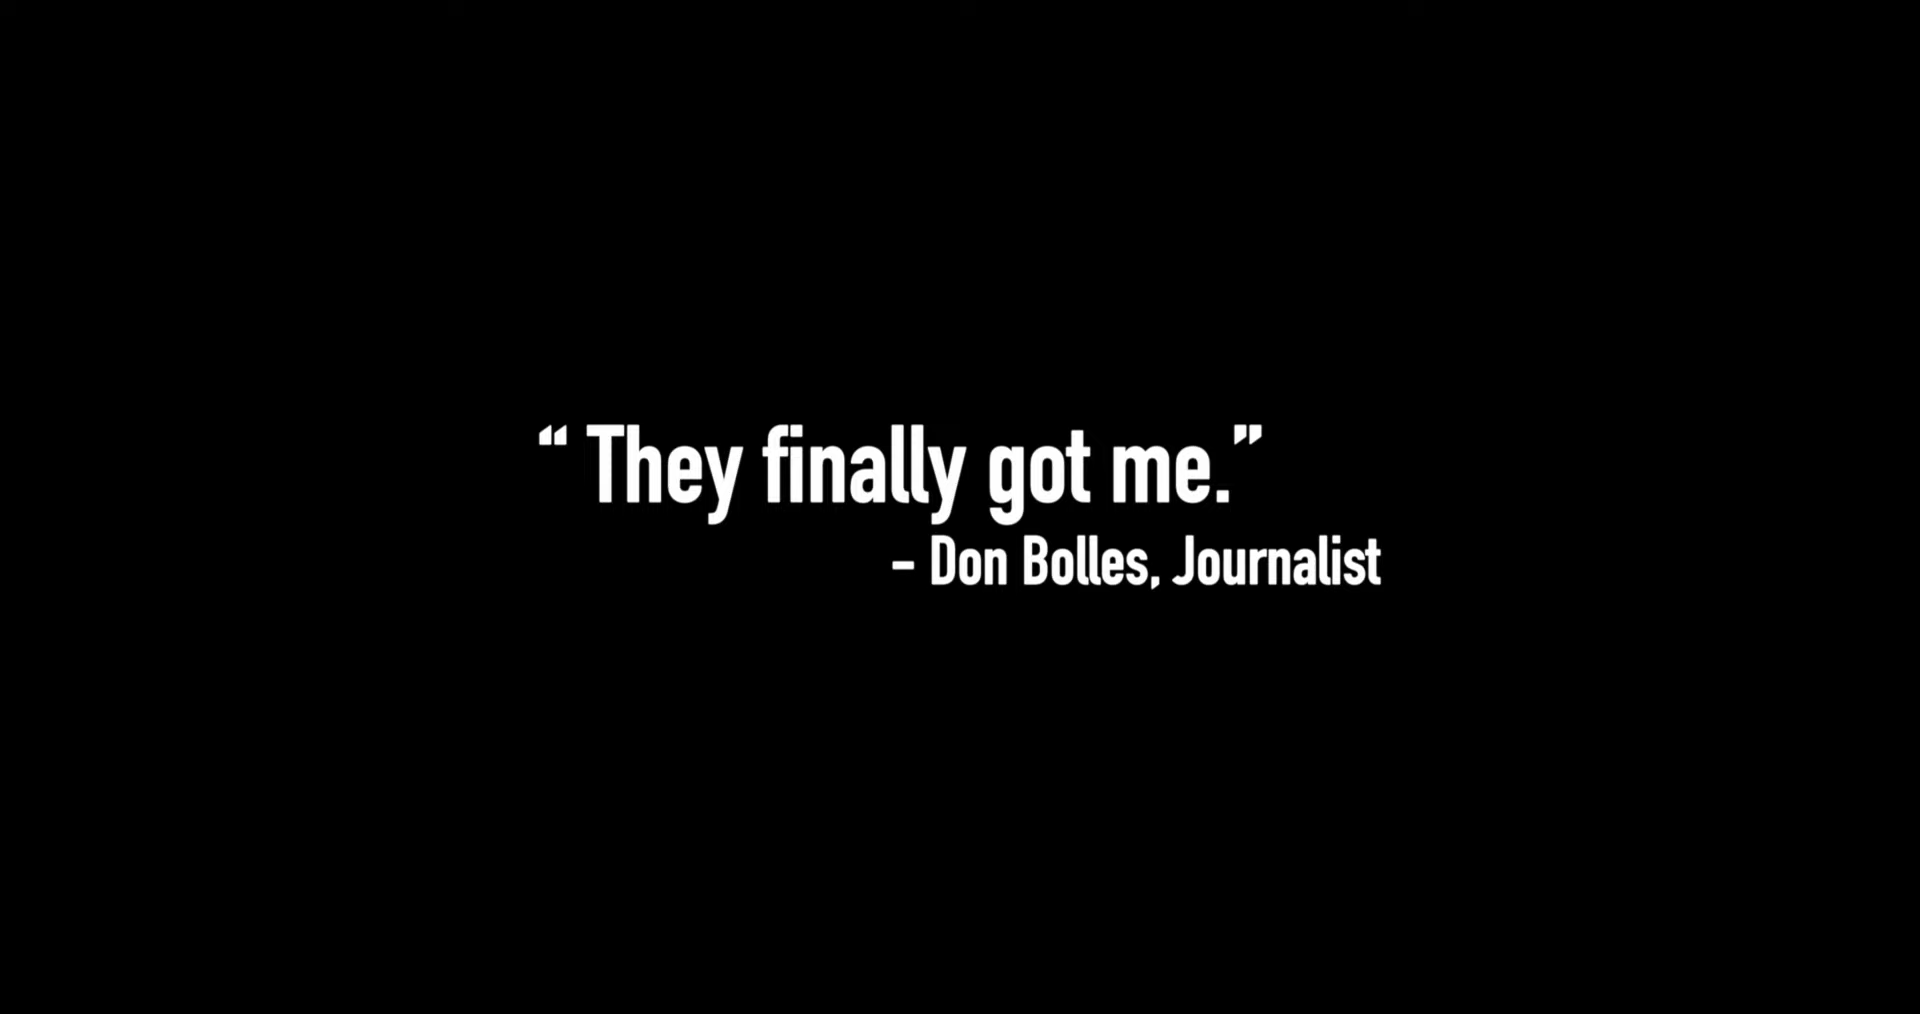 “ They finally got me.”
– Don Bolles, Journalist